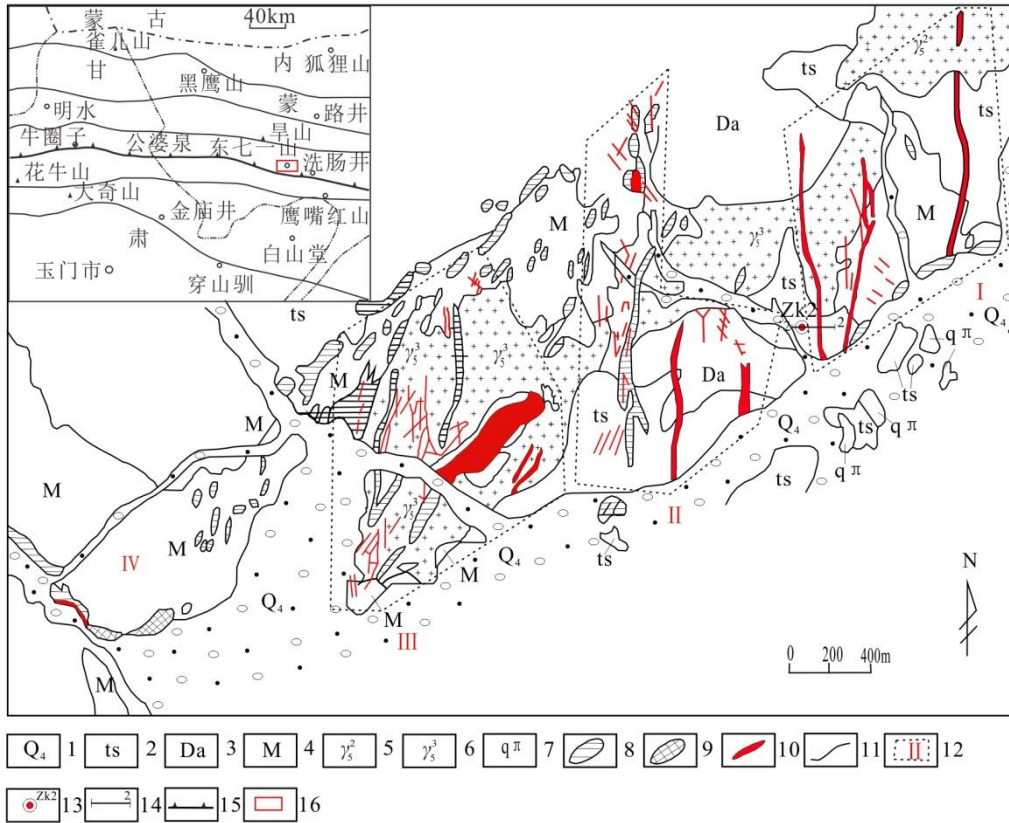 蒙 古
40km
雀儿山
甘
内 狐狸山
黑鹰山
蒙
明水
路井
旱山
牛圈子
公婆泉
东七一山
洗肠井
花牛山
大奇山
金庙井
鹰嘴红山
肃
白山堂
玉门市
穿山驯
ts
γ₅²
ts
Da
M
M
γ₅³
ts
I
Zk2
2
Q₄
qπ
ts
ts
γ₅³
γ₅³
M
Da
ts
Q₄
ts
qπ
ts
M
M
II
ts
γ₅³
M
IV
M
Q₄
Q₄
M
M
III
N
0 200 400m
M
Q₄ 1
ts 2
Da 3
M 4
γ₅² 5
γ₅³ 6
qπ 7
8
9
10
11
II 12
Zk2 13
2 14
15
16